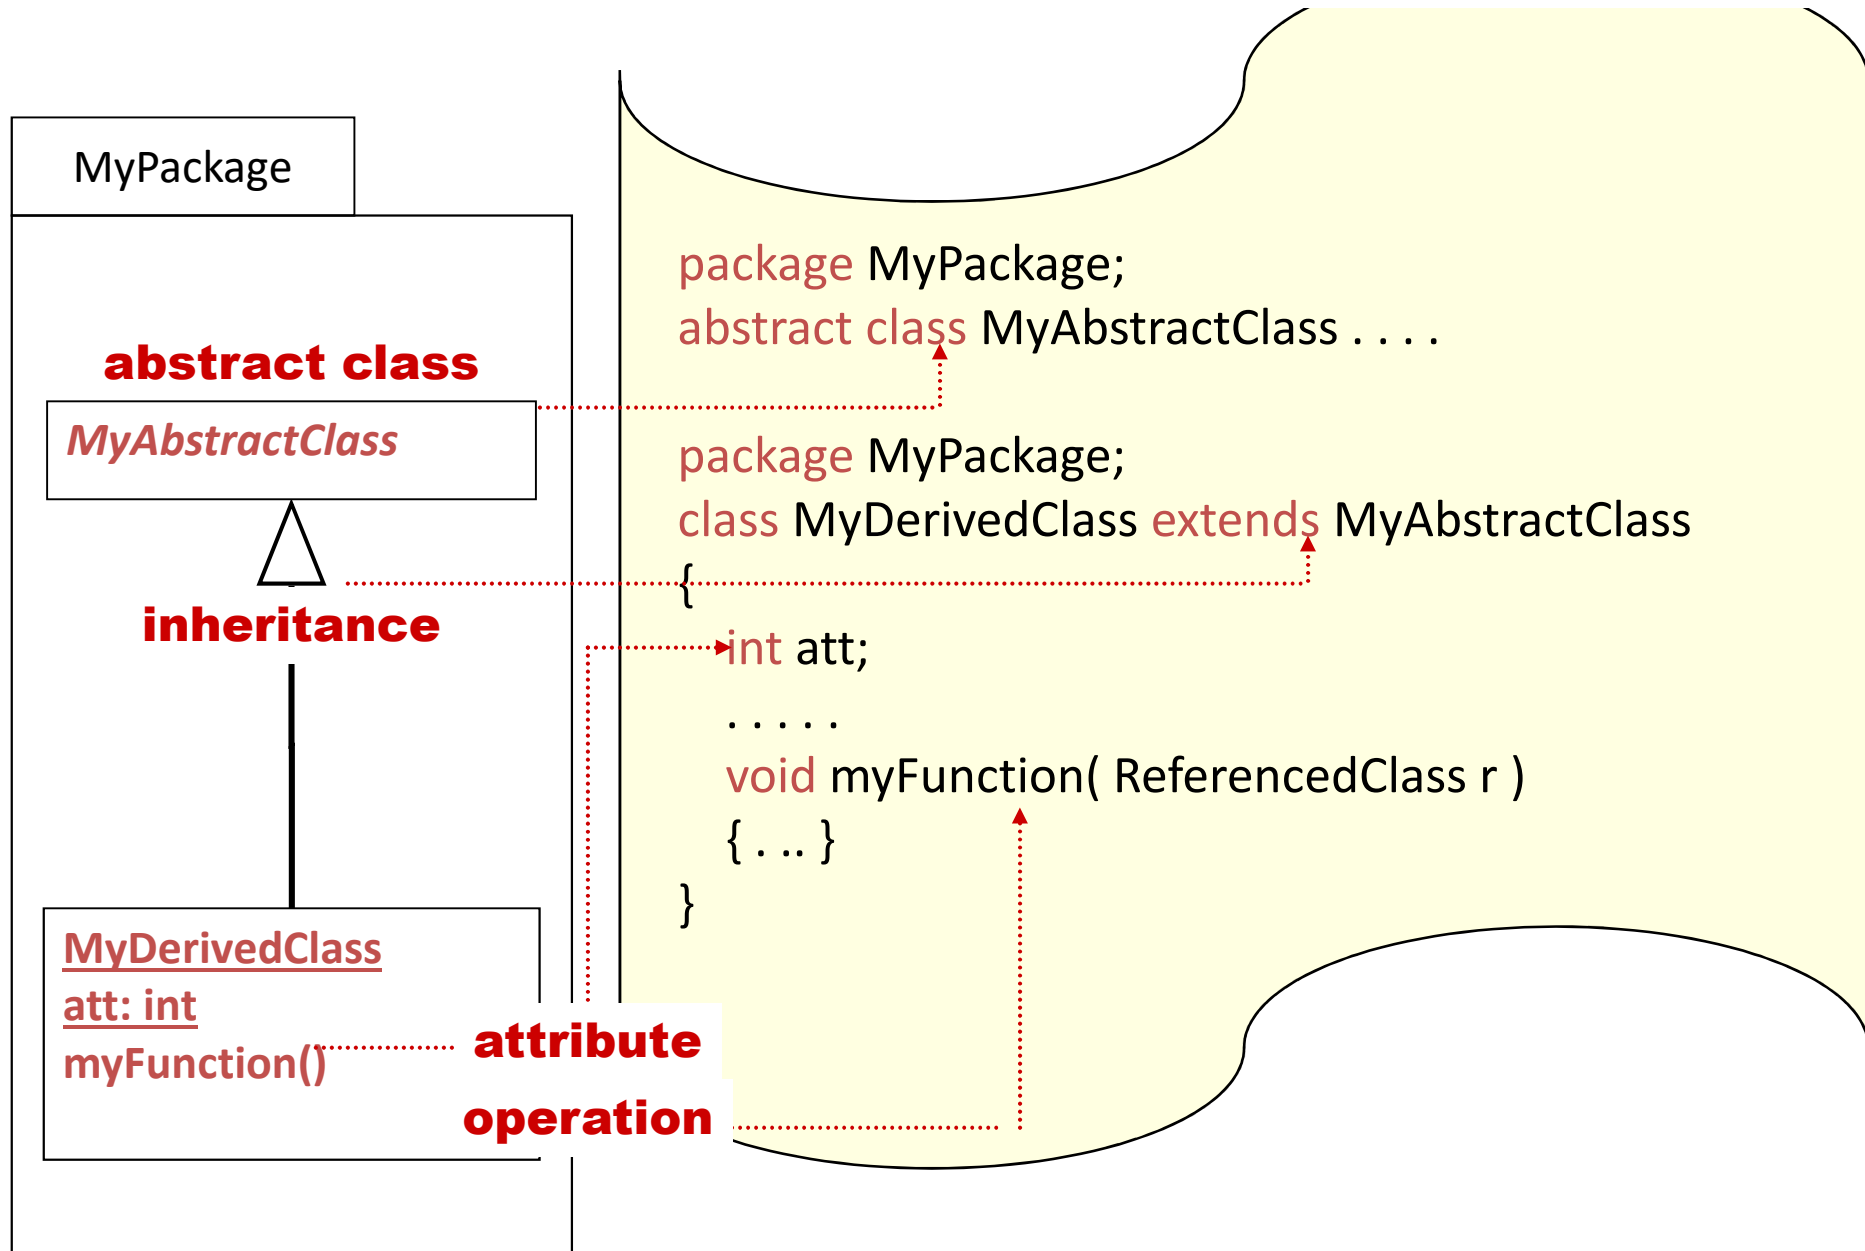 MyPackage
abstract class
MyAbstractClass
inheritance
MyDerivedClass
att: int
myFunction()
attribute
operation
package MyPackage;
abstract class MyAbstractClass . . . .
package MyPackage;
class MyDerivedClass extends MyAbstractClass
{
int att;
. . . . .
void myFunction( ReferencedClass r )
{ . .. }
}